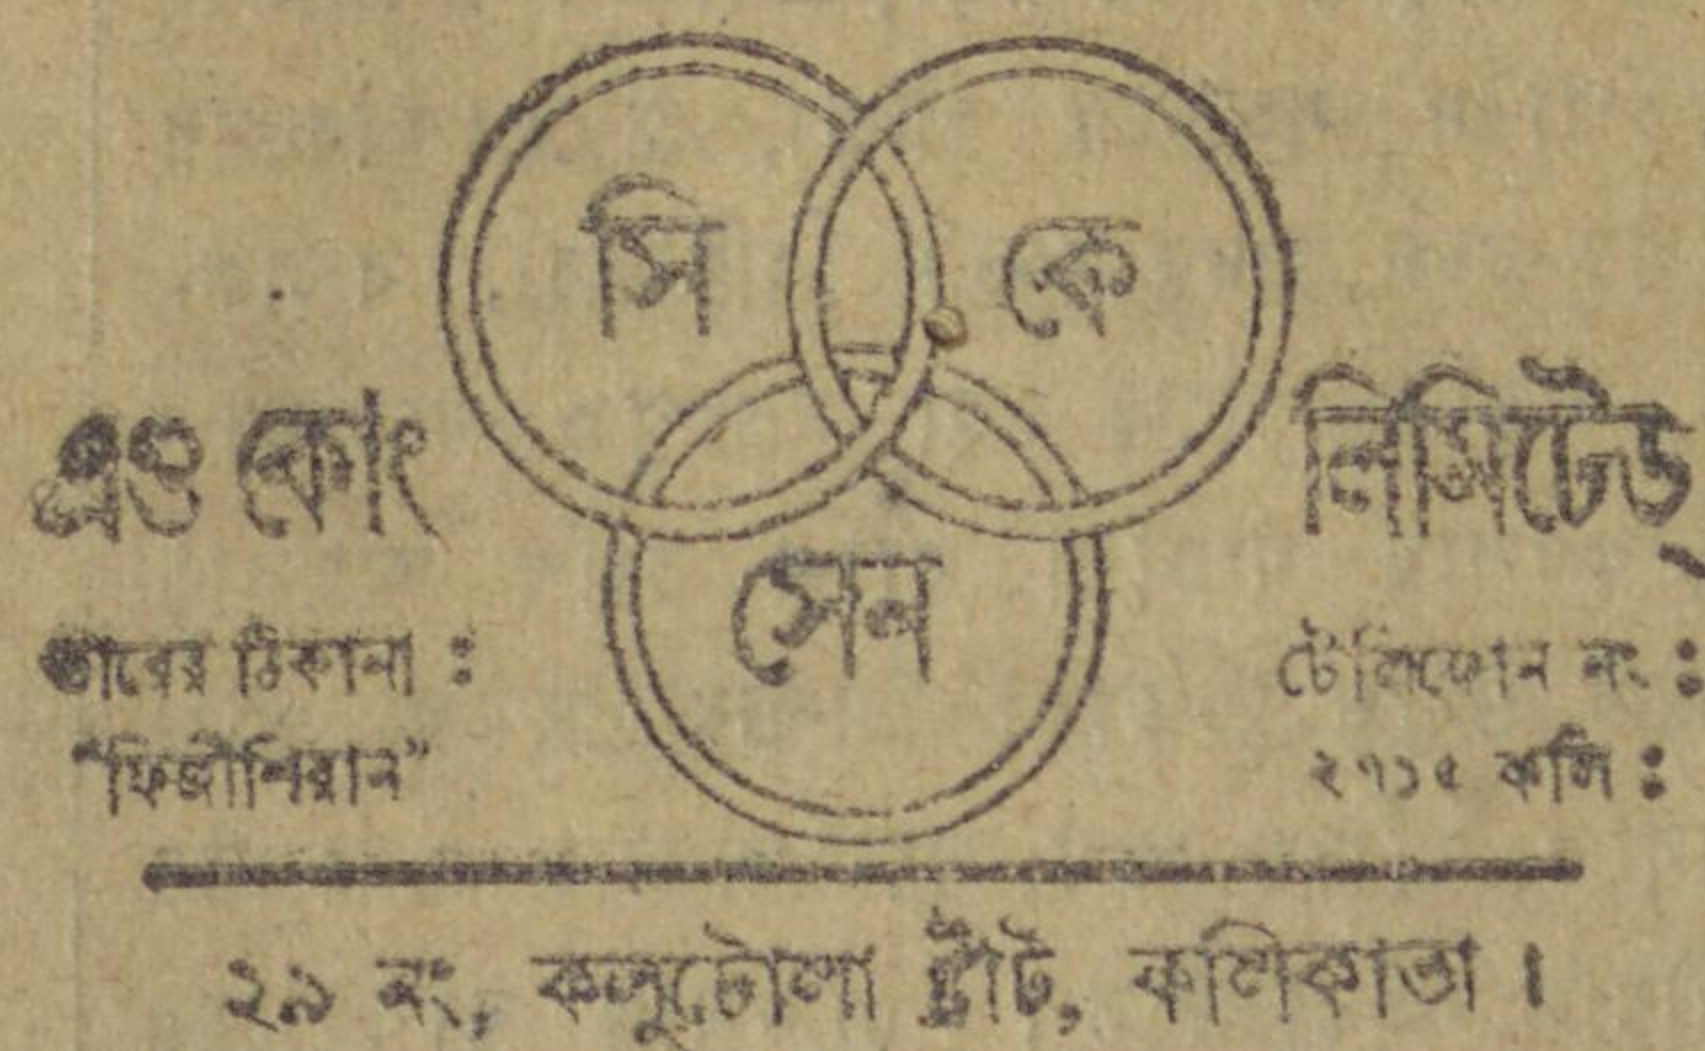 সি কে
এণ্ড কোং লিমিটেড্
সেন
তারের ঠিকানা : টেলিফোন নং :
“ফিজীশিয়ান” ২৭১৫ কলি :
২৯ নং, কলুটোলা ষ্ট্রীট, কলিকাতা ।